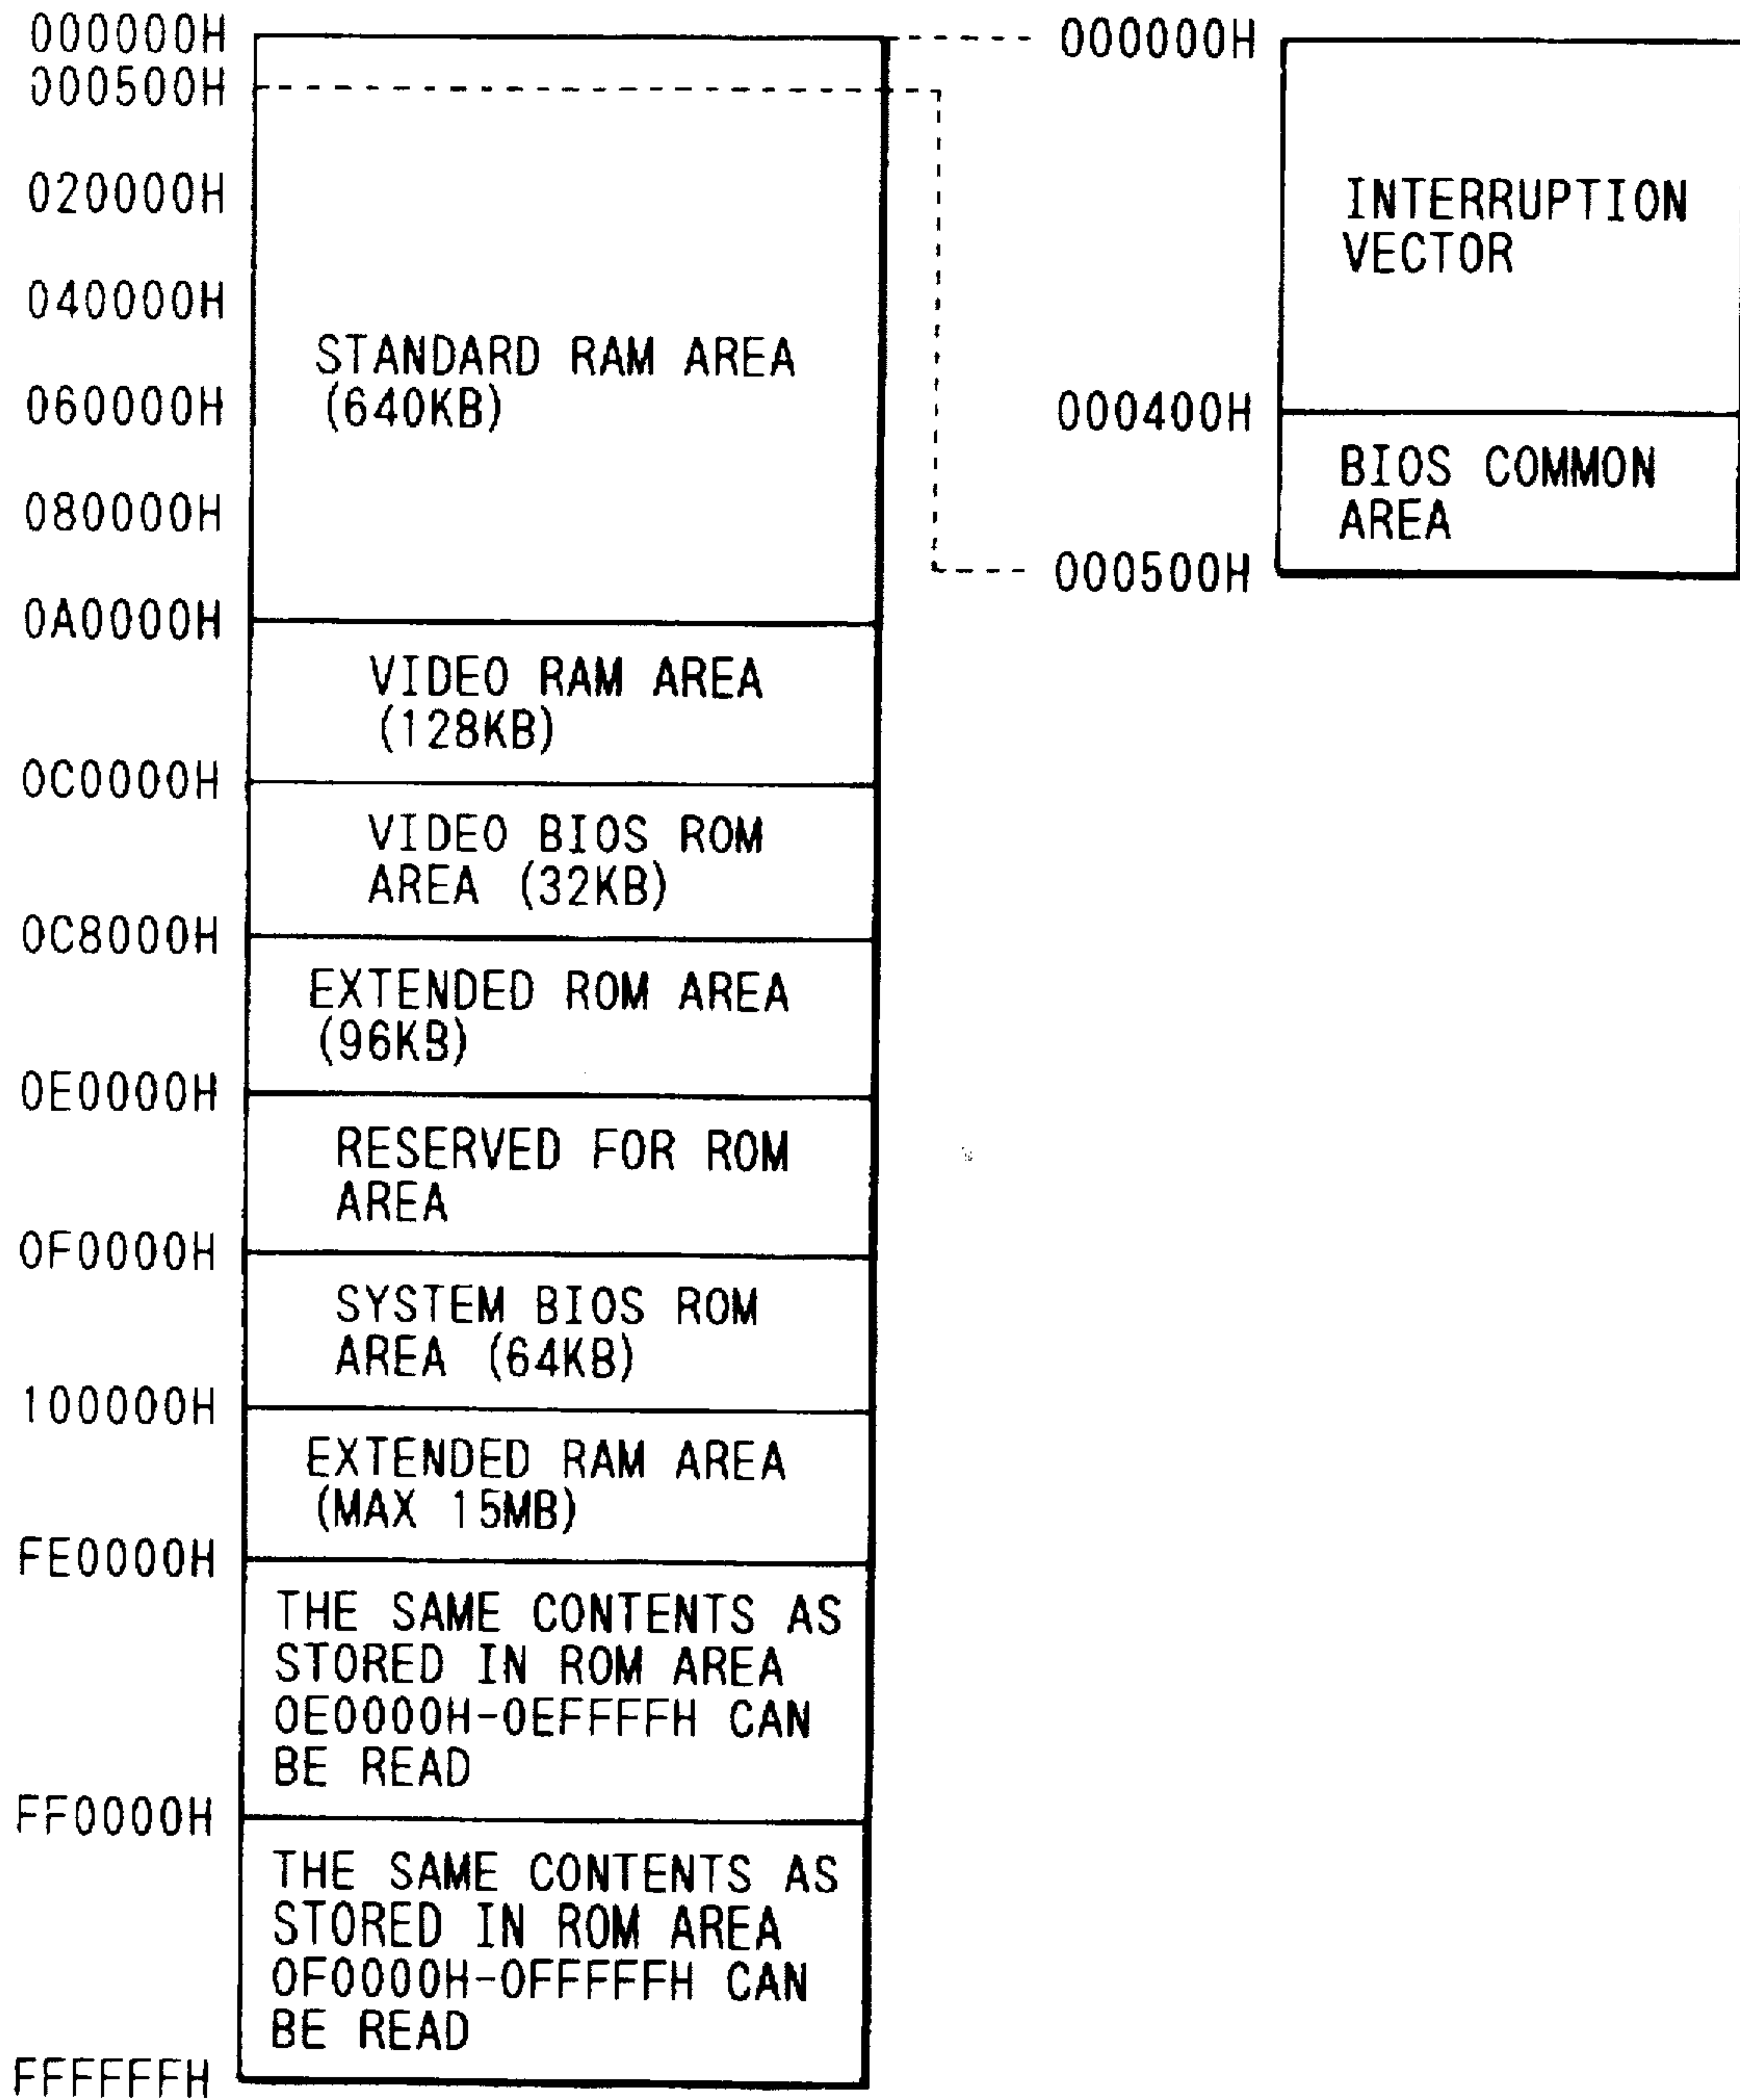 000000H
000500H
020000H
040000H
060000H
080000H
0A0000H
0C0000H
0C8000H
0E0000H
0F0000H
100000H
FE0000H
FF0000H
FFFFFFH
STANDARD RAM AREA
(640KB)
VIDEO RAM AREA
(128KB)
VIDEO BIOS ROM
AREA (32KB)
EXTENDED ROM AREA
(96KB)
RESERVED FOR ROM
AREA
SYSTEM BIOS ROM
AREA (64KB)
EXTENDED RAM AREA
(MAX 15MB)
THE SAME CONTENTS AS
STORED IN ROM AREA
0E0000H-0EFFFFH CAN
BE READ
THE SAME CONTENTS AS
STORED IN ROM AREA
0F0000H-0FFFFFH CAN
BE READ
000000H
000400H
000500H
INTERRUPTION
VECTOR
BIOS COMMON
AREA